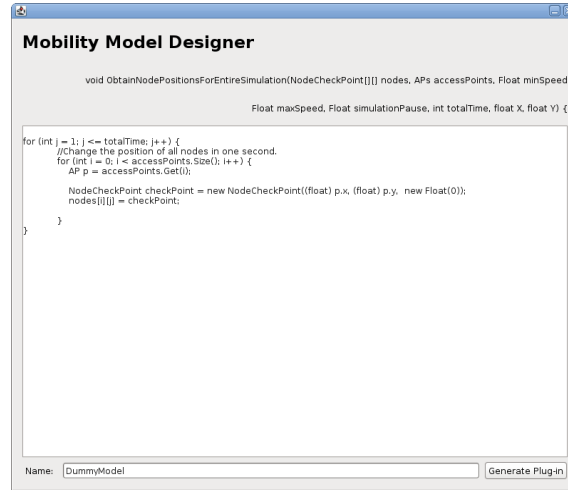 Mobility Model Designer
void ObtainNodePositionsForEntireSimulation(NodeCheckPoint[][] nodes, APs accessPoints, Float minSpeed
Float maxSpeed, Float simulationPause, int totalTime, float X, float Y) {
for (int j = 1; j <= totalTime; j++) {
//Change the position of all nodes in one second.
for (int i = 0; i < accessPoints.Size(); i++) {
AP p = accessPoints.Get(i);
NodeCheckPoint checkPoint = new NodeCheckPoint((float) p.x, (float) p.y, new Float(0));
nodes[i][j] = checkPoint;
}
}
Name: DummyModel Generate Plug-in